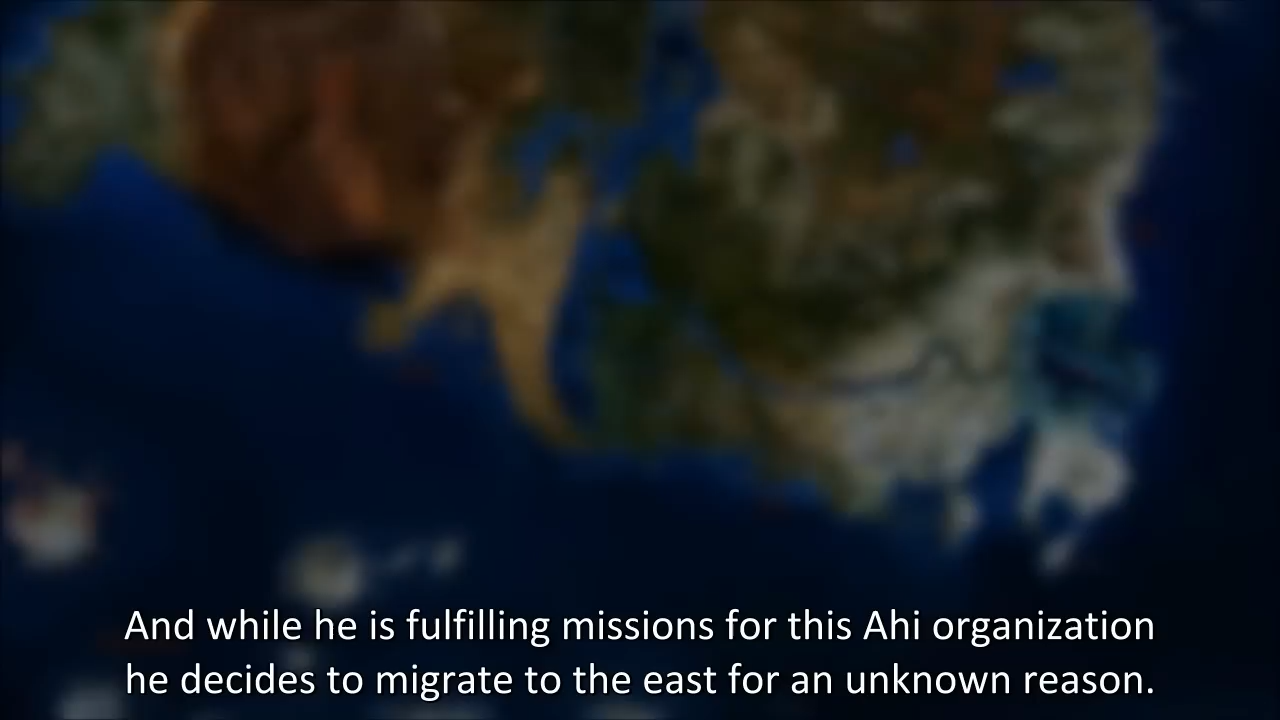 And while he is fulfilling missions for this Ahi organization
he decides to migrate to the east for an unknown reason.